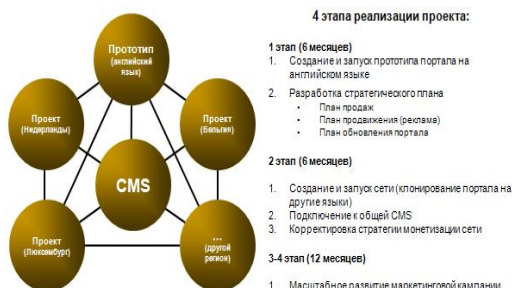 4 этапа реализации проекта:
Прототип
(английский
язык)
Проект
(Нидерланды)
Проект
(Бельгия)
CMS
Проект
(Люксембург)
...
(другой
регион)
1 этап (6 месяцев)
1. Создание и запуск прототипа портала на
английском языке
2. Разработка стратегического плана
• План продаж
• План продвижения (реклама)
• План обновления портала
2 этап (6 месяцев)
1. Создание и запуск сети (клонирование портала на
другие языки)
2. Подключение к общей CMS
3. Корректировка стратегии монетизации сети
3-4 этап (12 месяцев)
1. Масштабное развитие маркетинговой кампании